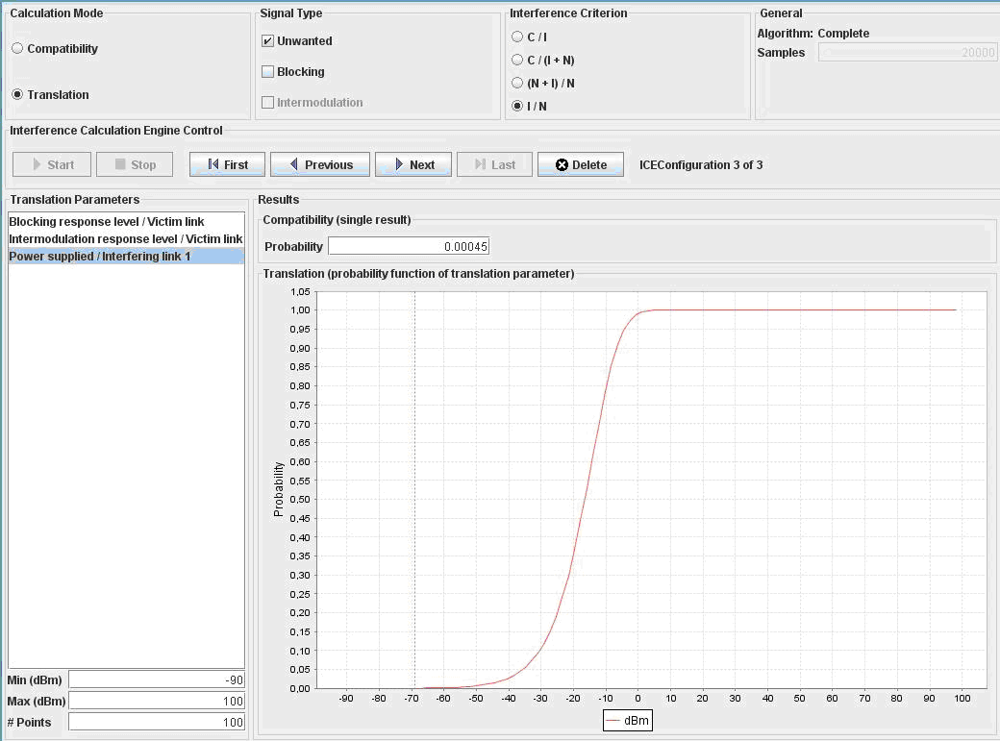 Calculation Mode
Compatibility
Translation
Signal Type
Unwanted
Blocking
Intermodulation
Interference Criterion
C / I
C / (I + N)
(N + I) / N
I / N
General
Algorithm: Complete
Samples 20000
Interference Calculation Engine Control
Start Stop First Previous Next Last Delete ICEConfiguration 3 of 3
Translation Parameters
Blocking response level / Victim link
Intermodulation response level / Victim link
Power supplied / Interfering link 1
Min (dBm) -90
Max (dBm) 100
# Points 100
Results
Compatibility (single result)
Probability 0.00045
Translation (probability function of translation parameter)
Probability
1,05
1,00
0,95
0,90
0,85
0,80
0,75
0,70
0,65
0,60
0,55
0,50
0,45
0,40
0,35
0,30
0,25
0,20
0,15
0,10
0,05
0,00
-90 -80 -70 -60 -50 -40 -30 -20 -10 0 10 20 30 40 50 60 70 80 90 100
dBm